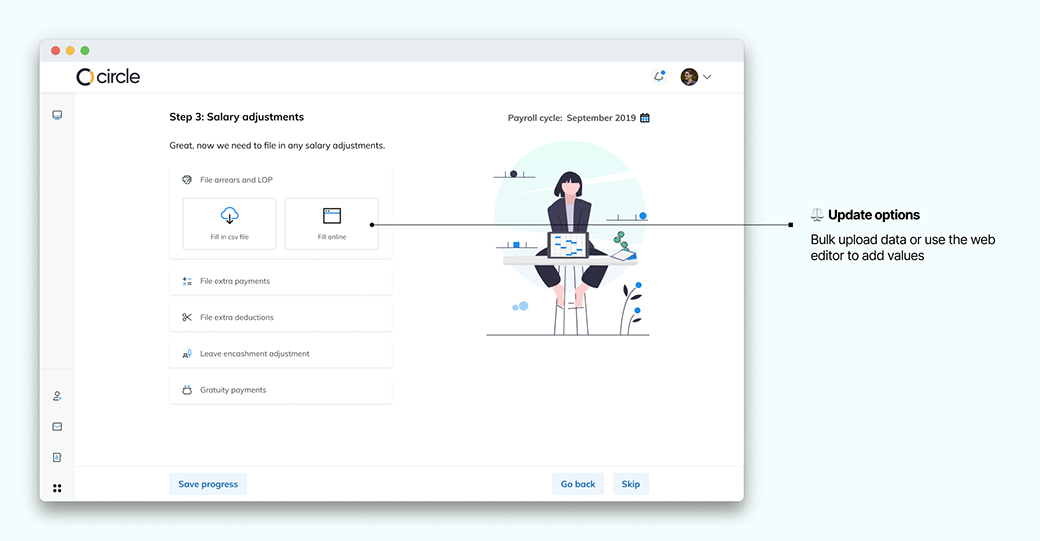 circle
Step 3: Salary adjustments
Payroll cycle: September 2019
Great, now we need to file in any salary adjustments.
File arrears and LOP
Fill in csv file
Fill online
File extra payments
File extra deductions
Leave encashment adjustment
Gratuity payments
Save progress
Go back
Skip
Update options
Bulk upload data or use the web
editor to add values